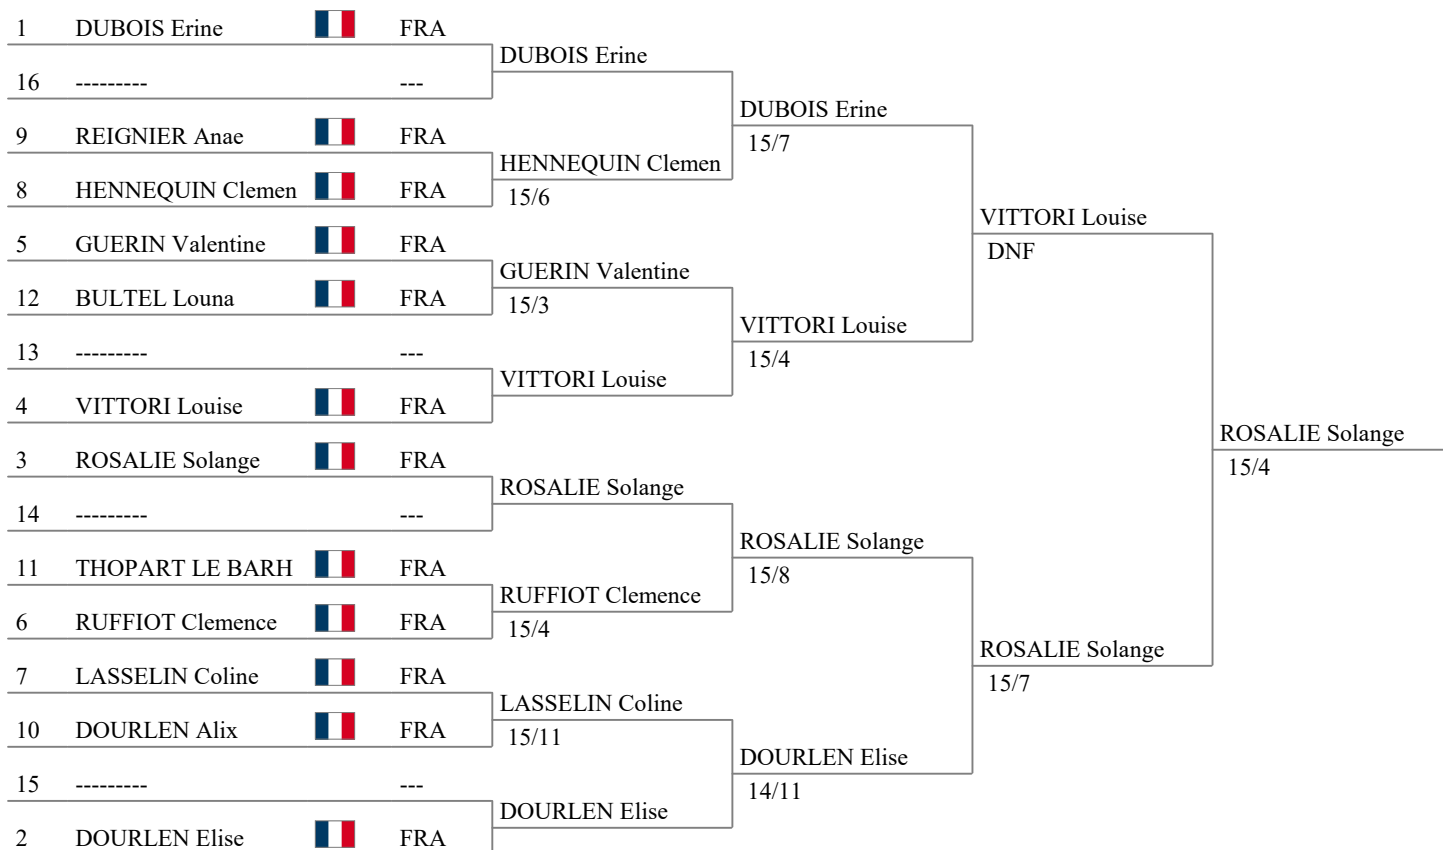 1 DUBOIS Erine FRA
16 --------- ---
9 REIGNIER Anae FRA
8 HENNEQUIN Clemen FRA
5 GUERIN Valentine FRA
12 BULTEL Louna FRA
13 --------- ---
4 VITTORI Louise FRA
3 ROSALIE Solange FRA
14 --------- ---
11 THOPART LE BARH FRA
6 RUFFIOT Clemence FRA
7 LASSELIN Coline FRA
10 DOURLEN Alix FRA
15 --------- ---
2 DOURLEN Elise FRA
DUBOIS Erine
HENNEQUIN Clemen
15/6
GUERIN Valentine
15/3
VITTORI Louise
ROSALIE Solange
RUFFIOT Clemence
15/4
LASSELIN Coline
15/11
DOURLEN Elise
DUBOIS Erine
15/7
VITTORI Louise
15/4
ROSALIE Solange
15/8
DOURLEN Elise
14/11
VITTORI Louise
DNF
ROSALIE Solange
15/7
ROSALIE Solange
15/4